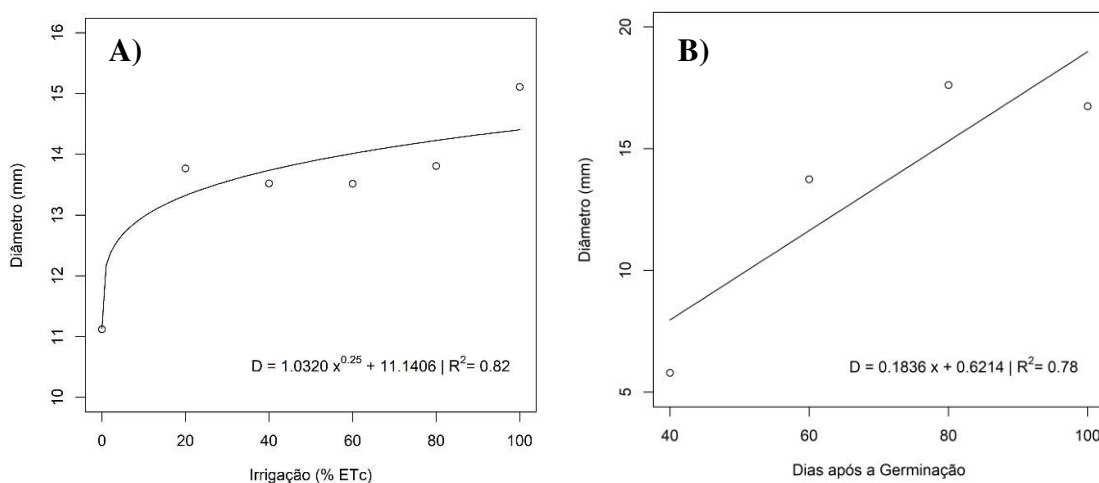 A)
Diâmetro (mm)
16
15
14
13
12
11
10
D = 1.0320 x^0.25 + 11.1406 | R² = 0.82
0 20 40 60 80 100
Irrigação (% ETc)
B)
Diâmetro (mm)
20
15
10
5
D = 0.1836 x + 0.6214 | R² = 0.78
40 60 80 100
Dias após a Germinação